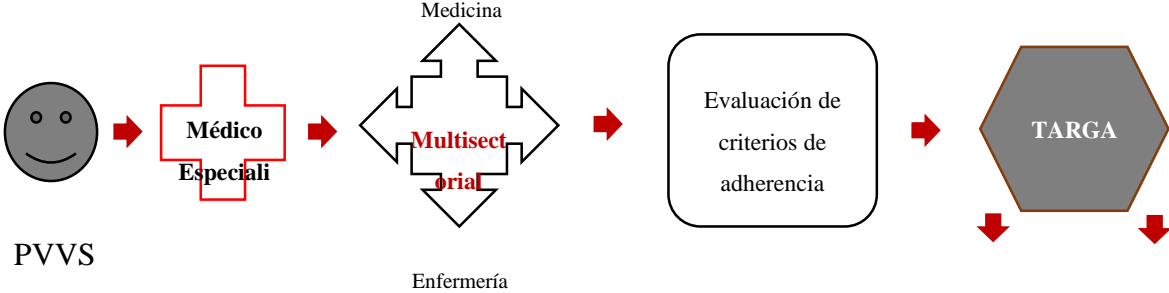 Medicina
Médico
Especiali
Multisect
orial
Evaluación de
criterios de
adherencia
TARGA
PVVS
Enfermería